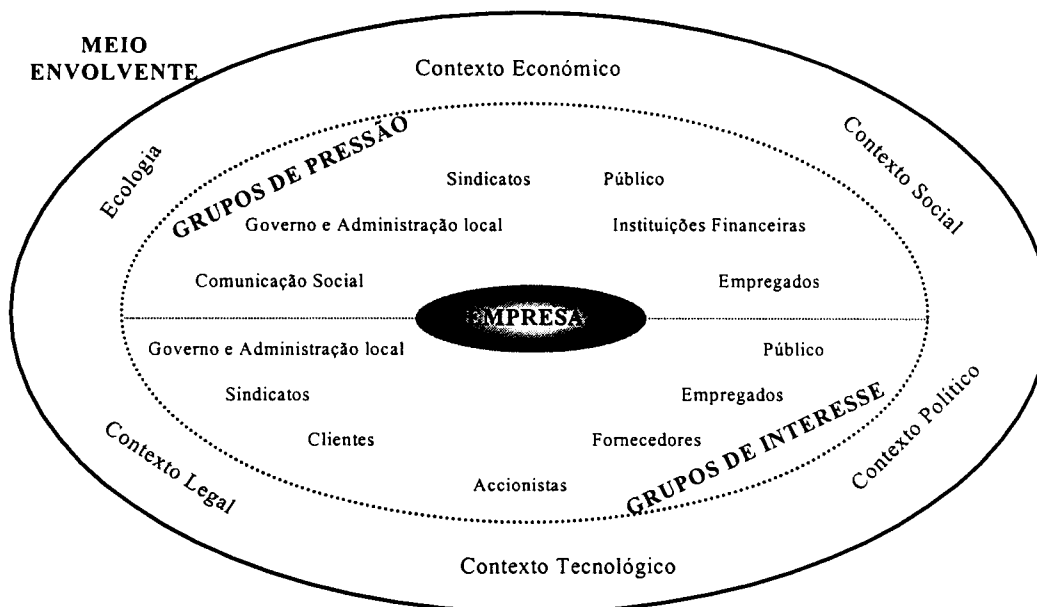 MEIO
ENVOLVENTE
Contexto Económico
Ecologia
GRUPOS DE PRESSÃO
Contexto Social
Sindicatos
Público
Governo e Administração local
Instituições Financeiras
Comunicação Social
Empregados
EMPRESA
Governo e Administração local
Público
Sindicatos
Empregados
Clientes
Fornecedores
Accionistas
GRUPOS DE INTERESSE
Contexto Político
Contexto Legal
Contexto Tecnológico